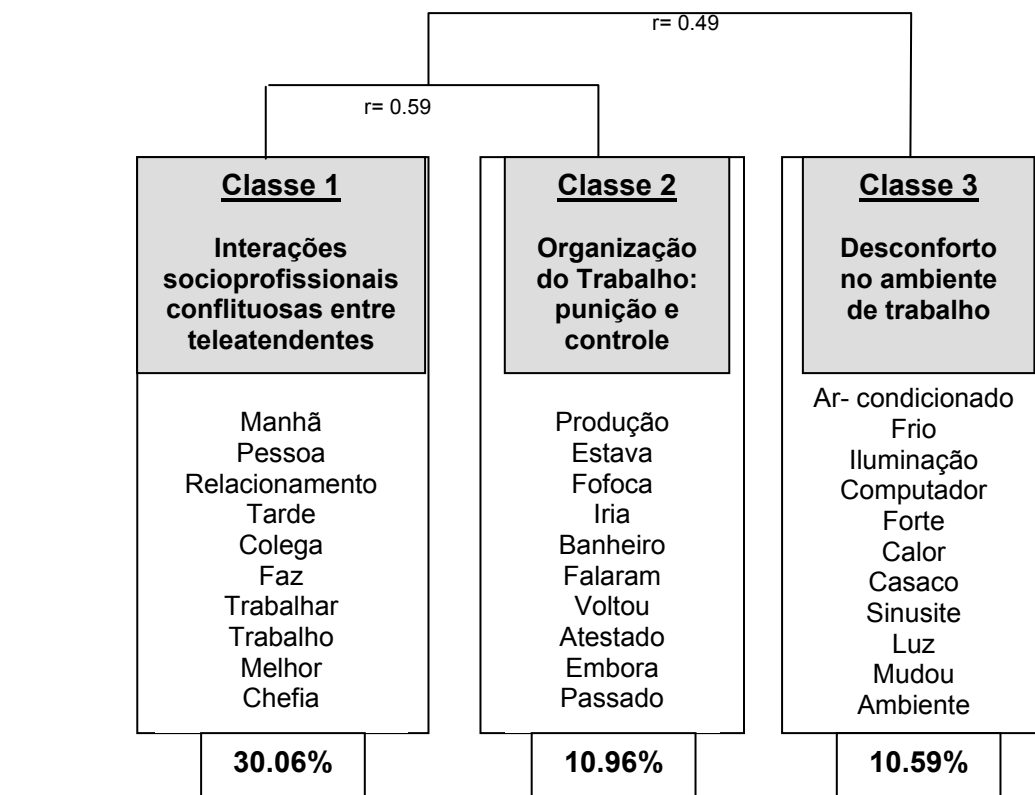 r= 0.49
r= 0.59
Classe 1
Interações
socioprofissionais
conflituosas entre
teleatendentes
Manhã
Pessoa
Relacionamento
Tarde
Colega
Faz
Trabalhar
Trabalho
Melhor
Chefia
30.06%
Classe 2
Organização
do Trabalho:
punição e
controle
Produção
Estava
Fofoca
Iria
Banheiro
Falaram
Voltou
Atestado
Embora
Passado
10.96%
Classe 3
Desconforto
no ambiente
de trabalho
Ar- condicionado
Frio
Iluminação
Computador
Forte
Calor
Casaco
Sinusite
Luz
Mudou
Ambiente
10.59%